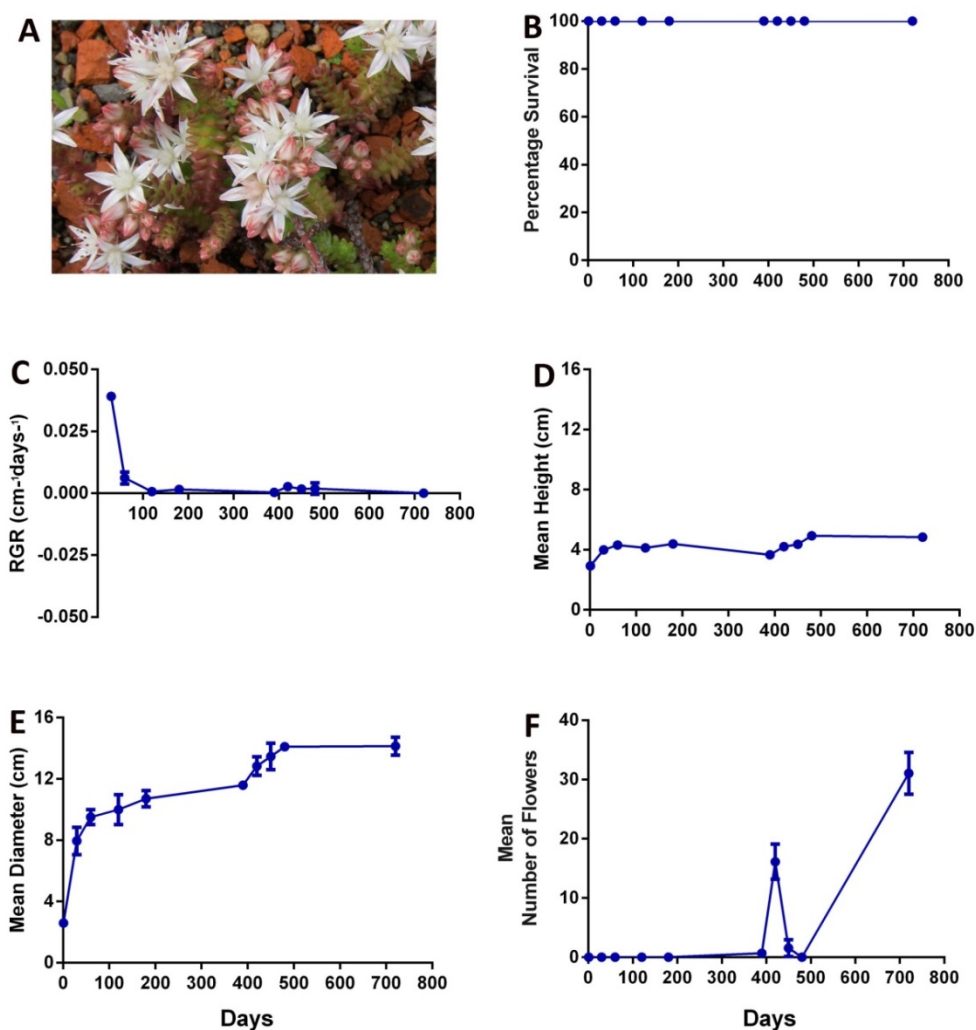 A
B
100
80
60
40
20
0
Percentage Survival
0 100 200 300 400 500 600 700 800
C
0.050
0.025
0.000
-0.025
-0.050
RGR (cm-¹days-¹)
100 200 300 400 500 600 700 800
D
16
12
8
4
0
Mean Height (cm)
0 100 200 300 400 500 600 700 800
E
16
12
8
4
0
Mean Diameter (cm)
0 100 200 300 400 500 600 700 800
Days
F
40
30
20
10
0
Mean
Number of Flowers
0 100 200 300 400 500 600 700 800
Days